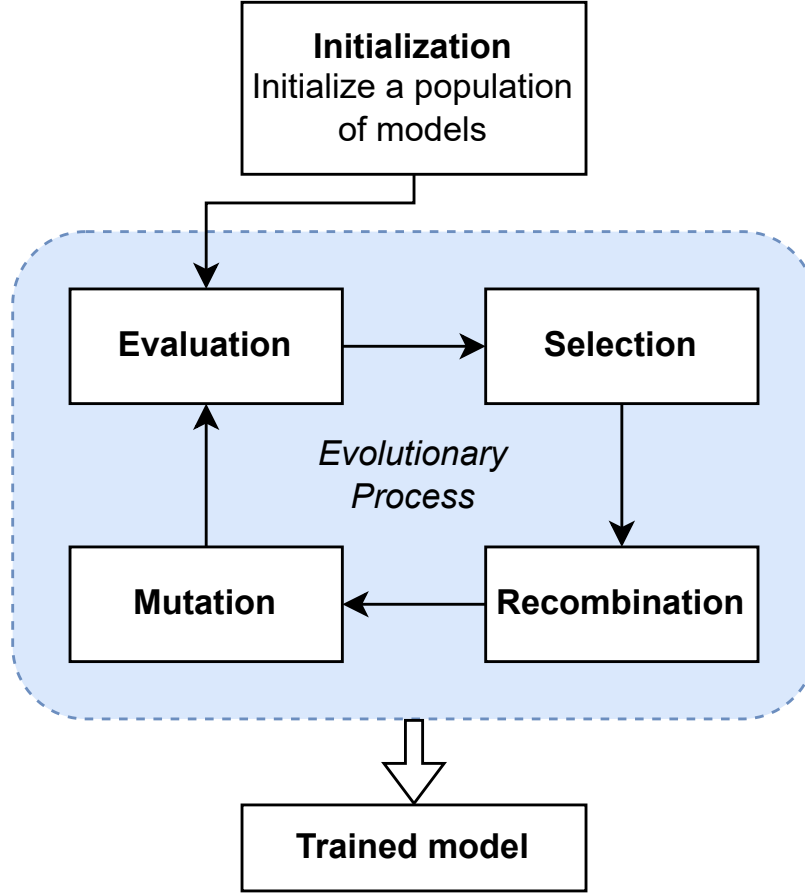 Initialization
Initialize a population
of models
Evaluation
Selection
Evolutionary
Process
Mutation
Recombination
Trained model